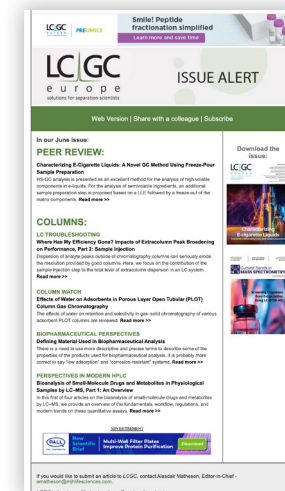 LCGC
europe
PREOMICS
Smile! Peptide
fractionation simplified
Learn more and save time
LCGC
europe
solutions for separation scientists
ISSUE ALERT
Web Version | Share with a colleague | Subscribe
In our June issue:
PEER REVIEW:
Characterizing E-Cigarette Liquids: A Novel GC Method Using Freeze-Pour
Sample Preparation
HS-GC analysis is presented as an excellent method for the analysis of high volatile
components in e-liquids. For the analysis of semivolatile ingredients, an additional
sample preparation step is proposed based on a LLE followed by a freeze-out of the
matrix components. Read more >>
COLUMNS:
LC TROUBLESHOOTING
Where Has My Efficiency Gone? Impacts of Extracolumn Peak Broadening
on Performance, Part 2: Sample Injection
Dispersion of analyte peaks outside of chromatography columns can seriously erode
the resolution provided by good columns. Here, we focus on the contribution of the
sample injection step to the total level of extracolumn dispersion in an LC system.
Read more >>
COLUMN WATCH
Effects of Water on Adsorbents in Porous Layer Open Tubular (PLOT)
Column Gas Chromatography
The effects of water on retention and selectivity in gas–solid chromatography of various
adsorbent PLOT columns are reviewed. Read more >>
BIOPHARMACEUTICAL PERSPECTIVES
Defining Material Used in Biopharmaceutical Analysis
There is a need to use more descriptive and precise terms to describe some of the
properties of the products used for biopharmaceutical analysis. It is probably more
correct to say "low adsorption" and "corrosion-resistant" systems. Read more >>
PERSPECTIVES IN MODERN HPLC
Bioanalysis of Small-Molecule Drugs and Metabolites in Physiological
Samples by LC–MS, Part 1: An Overview
In this first of four articles on the bioanalysis of small-molecule drugs and metabolites
by LC–MS, we provide an overview of the fundamentals, workflow, regulations, and
modern trends on these quantitative assays. Read more >>
ADVERTISEMENT
PALL
New
Scientific
Brief
Multi-Well Filter Plates
Improve Protein Purification
Download
Download the
issue:
LCGC
Characterizing
E-cigarette Liquids
Current Trends in
MASS SPECTROMETRY
If you would like to submit an article to LCGC, contact Alasdair Matheson, Editor-in-Chief -
amatheson@mjhlifesciences.com.